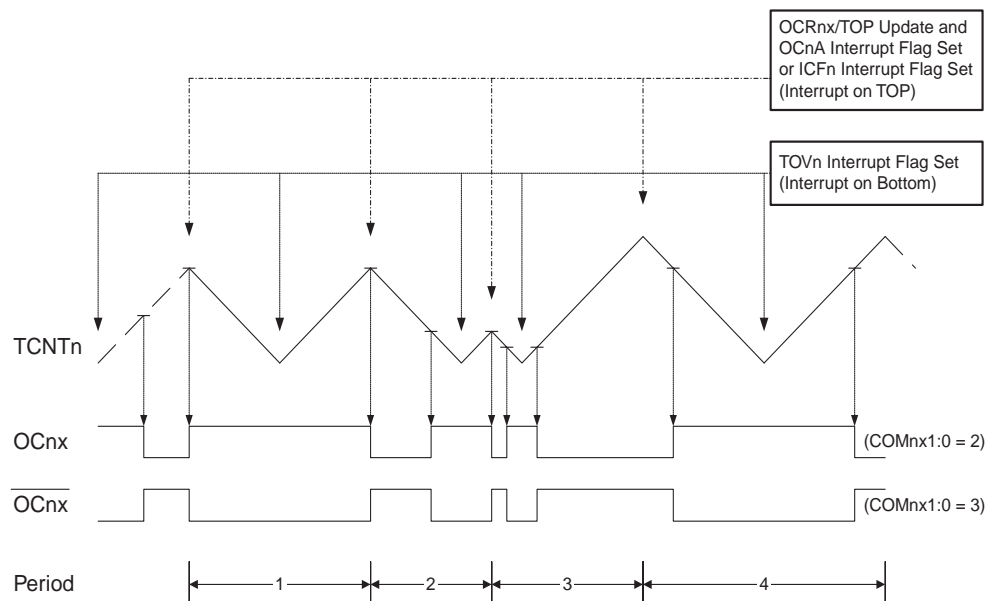 OCRnx/TOP Update and
OCnA Interrupt Flag Set
or ICFn Interrupt Flag Set
(Interrupt on TOP)
TOVn Interrupt Flag Set
(Interrupt on Bottom)
TCNTn
OCnx
(COMnx1:0 = 2)
OCnx
(COMnx1:0 = 3)
Period
1
2
3
4